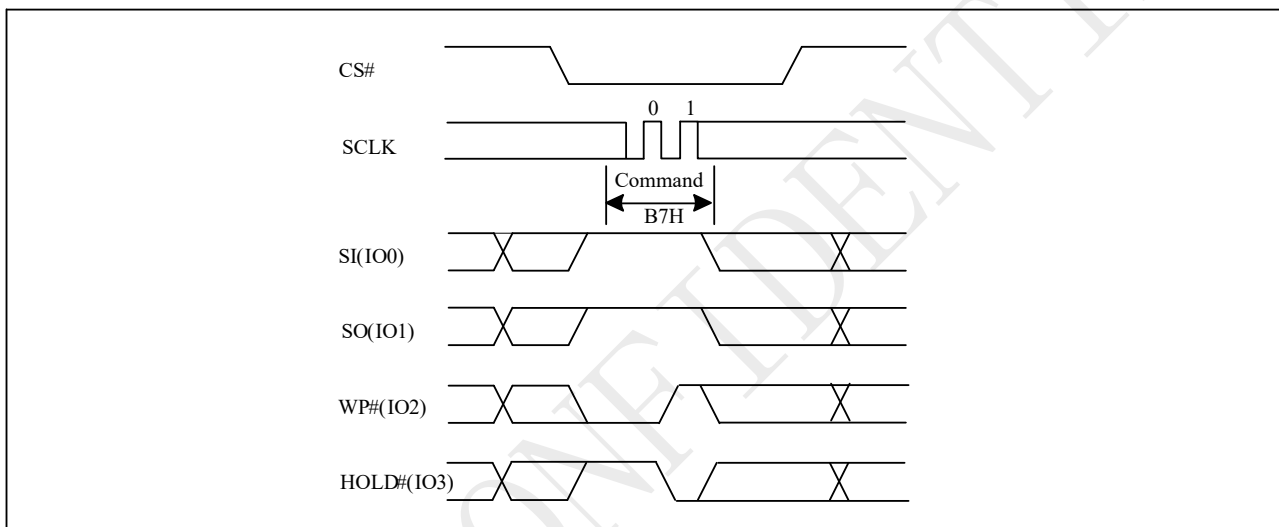 CS#
0 1
SCLK
Command
B7H
SI(IO0)
SO(IO1)
WP#(IO2)
HOLD#(IO3)